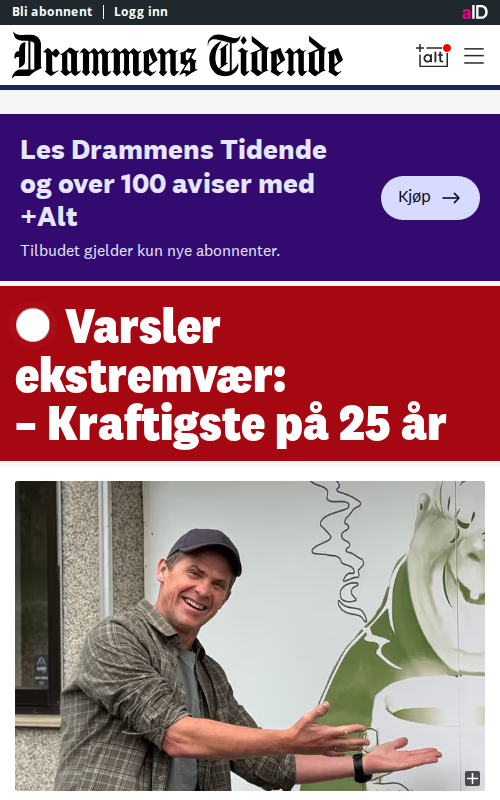 Bli abonnent
Logg inn
aID
Drammens Tidende
+alt
Les Drammens Tidende
og over 100 aviser med
+Alt
Kjøp
Tilbudet gjelder kun nye abonnenter.
Varsler
ekstremvær:
– Kraftigste på 25 år